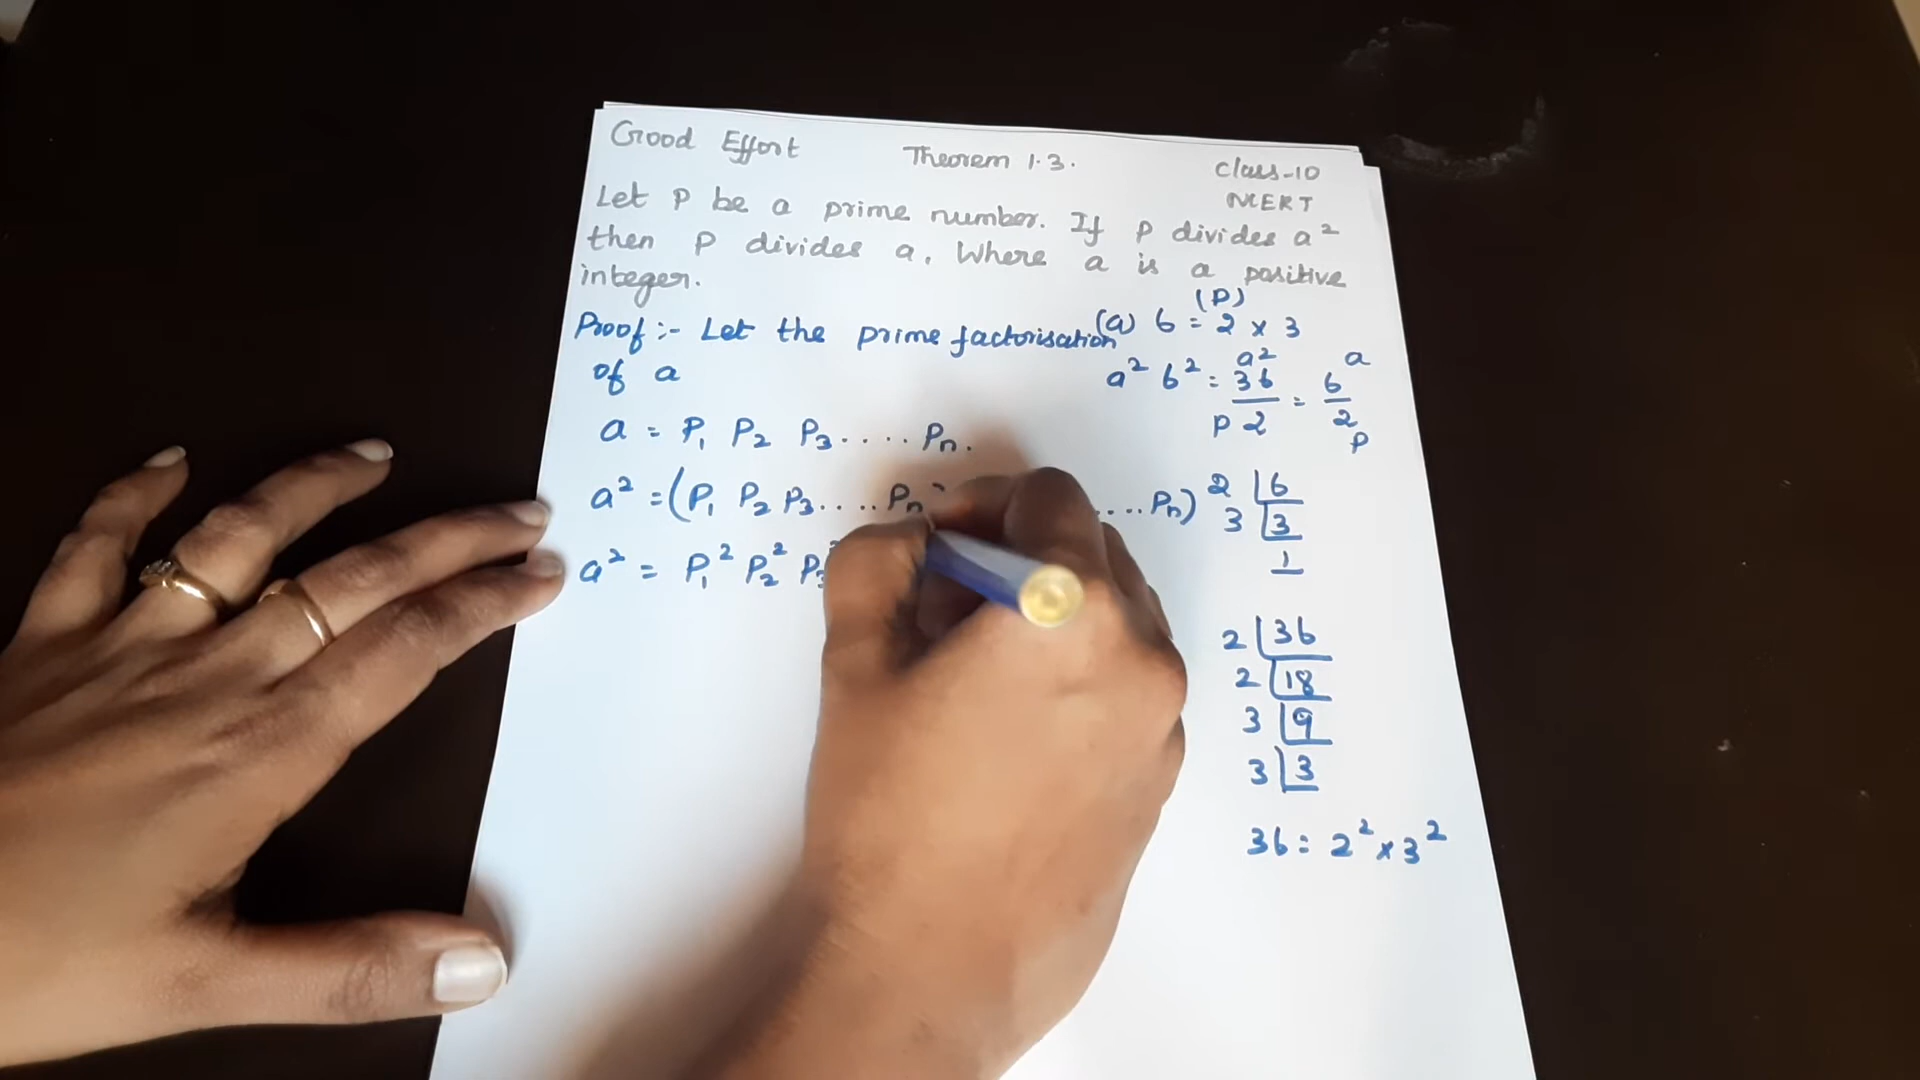 Good Effort Theorem 1.3. Class-10
NCERT
Let P be a prime number. If P divides a²
then P divides a. Where a is a positive
integer.
(P)
Proof :- Let the prime factorisation (a) 6 = 2 x 3
of a
a² 6² = a² 36 / P 2 = a 6 / 2 P
a = P₁ P₂ P₃ .... Pₙ.
a² = (P₁ P₂ P₃ .... Pₙ) .... Pₙ)
a² = P₁² P₂² P₃²
2 | 6
3 | 3
1
2 | 36
2 | 18
3 | 9
3 | 3
36 = 2² x 3²